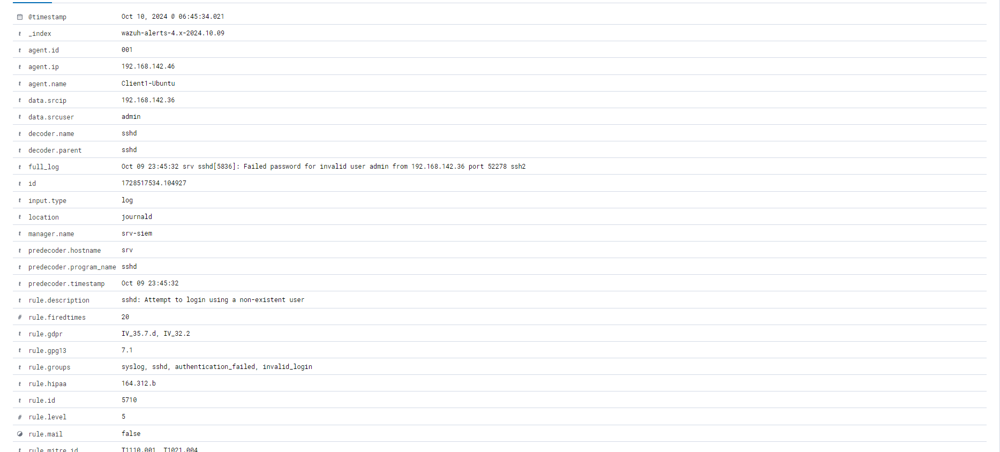 @timestamp Oct 10, 2024 @ 06:45:34.021
t _index wazuh-alerts-4.x-2024.10.09
t agent.id 001
t agent.ip 192.168.142.46
t agent.name Client1-Ubuntu
t data.srcip 192.168.142.36
t data.srcuser admin
t decoder.name sshd
t decoder.parent sshd
t full_log Oct 09 23:45:32 srv sshd[5836]: Failed password for invalid user admin from 192.168.142.36 port 52278 ssh2
t id 1728517534.104927
t input.type log
t location journald
t manager.name srv-siem
t predecoder.hostname srv
t predecoder.program_name sshd
t predecoder.timestamp Oct 09 23:45:32
t rule.description sshd: Attempt to login using a non-existent user
# rule.firedtimes 20
t rule.gdpr IV_35.7.d, IV_32.2
t rule.gpg13 7.1
t rule.groups syslog, sshd, authentication_failed, invalid_login
t rule.hipaa 164.312.b
t rule.id 5710
# rule.level 5
rule.mail false
t rule.mitre.id T1110.001, T1021.004